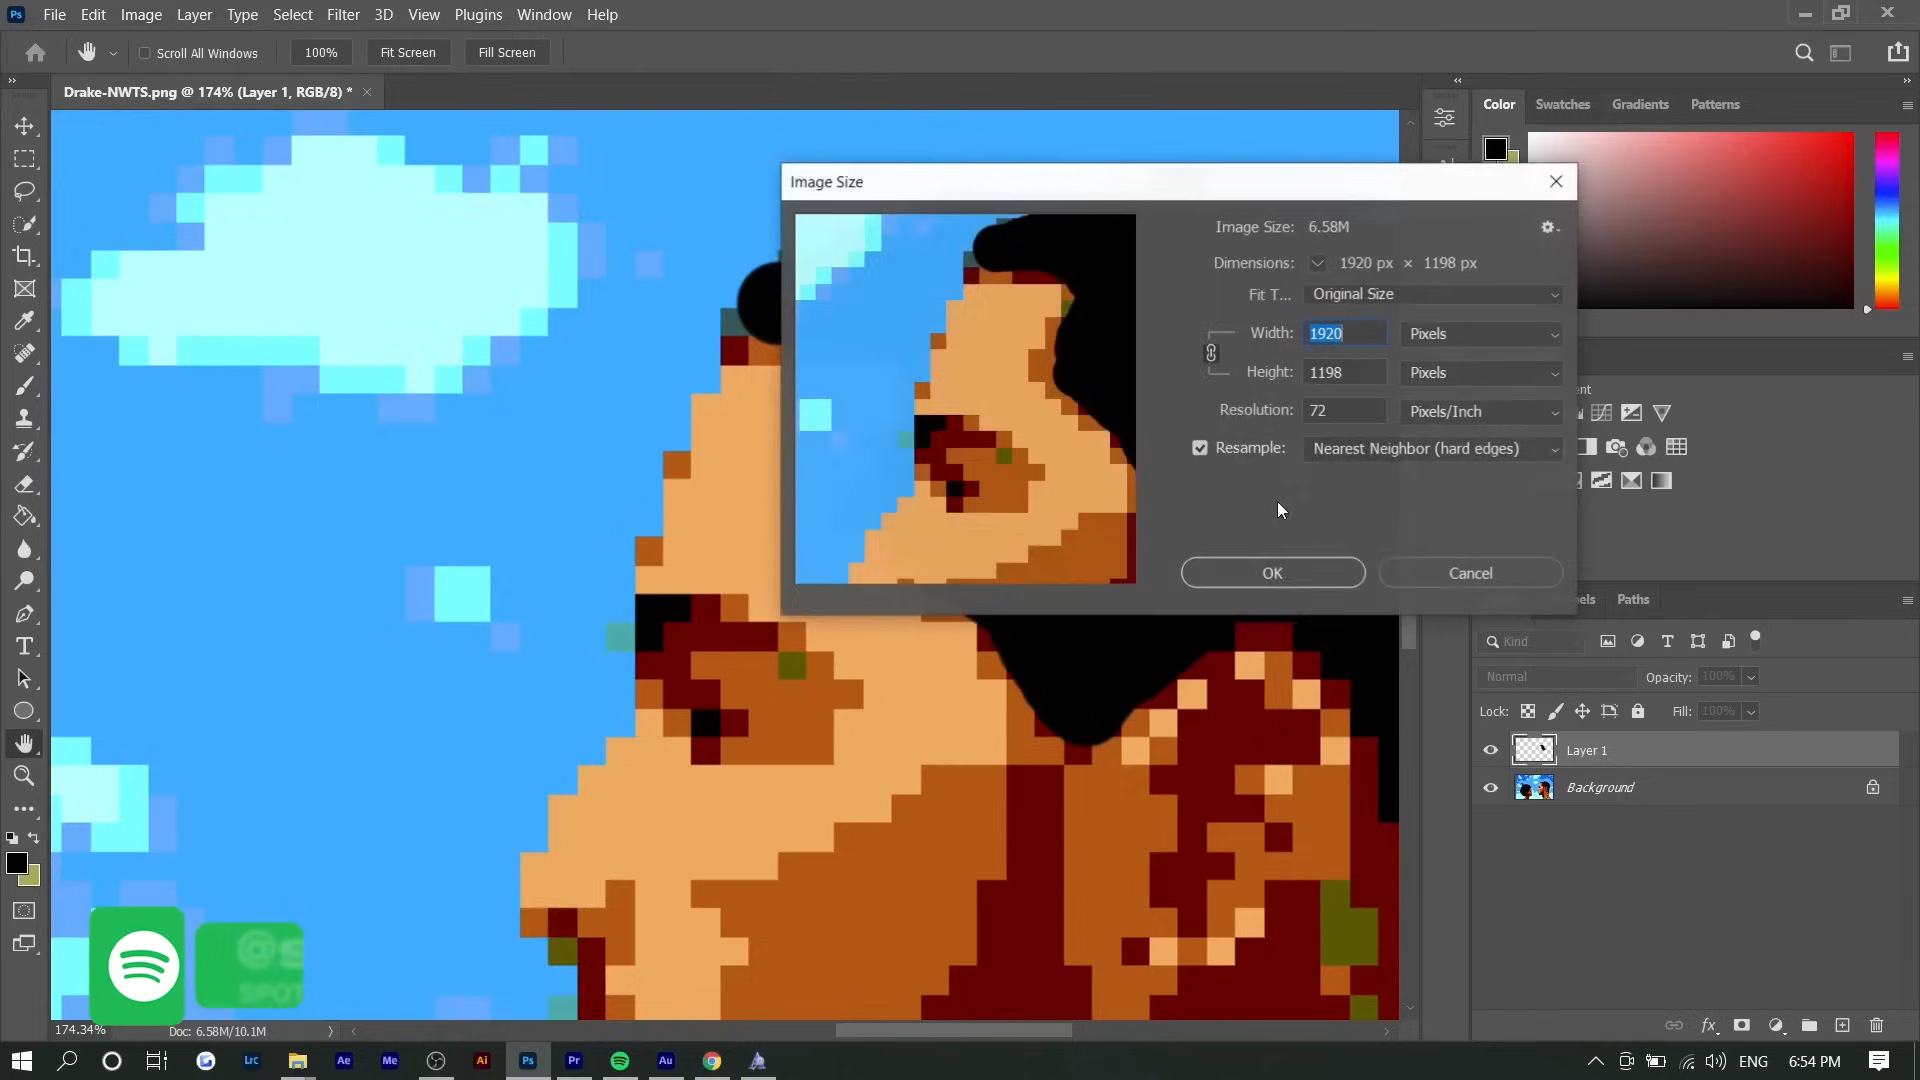 Ps File Edit Image Layer Type Select Filter 3D View Plugins Window Help
Scroll All Windows 100% Fit Screen Fill Screen
Drake-NWTS.png @ 174% (Layer 1, RGB/8) *
Color Swatches Gradients Patterns
Image Size
Image Size: 6.58M
Dimensions: 1920 px × 1198 px
Fit T... Original Size
Width: 1920 Pixels
Height: 1198 Pixels
Resolution: 72 Pixels/Inch
Resample: Nearest Neighbor (hard edges)
OK Cancel
Paths
Kind
Normal Opacity: 100%
Lock: Fill: 100%
Layer 1
Background
174.34% Doc: 6.58M/10.1M
Lrc Ae Me Ai Ps Pr Au ENG 6:54 PM